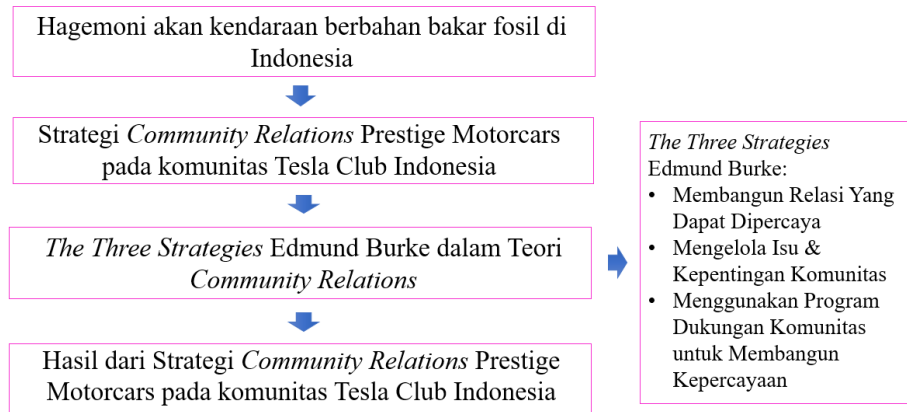 Hagemoni akan kendaraan berbahan bakar fosil di
Indonesia
Strategi Community Relations Prestige Motorcars
pada komunitas Tesla Club Indonesia
The Three Strategies Edmund Burke dalam Teori
Community Relations
Hasil dari Strategi Community Relations Prestige
Motorcars pada komunitas Tesla Club Indonesia
The Three Strategies
Edmund Burke:
• Membangun Relasi Yang
Dapat Dipercaya
• Mengelola Isu &
Kepentingan Komunitas
• Menggunakan Program
Dukungan Komunitas
untuk Membangun
Kepercayaan